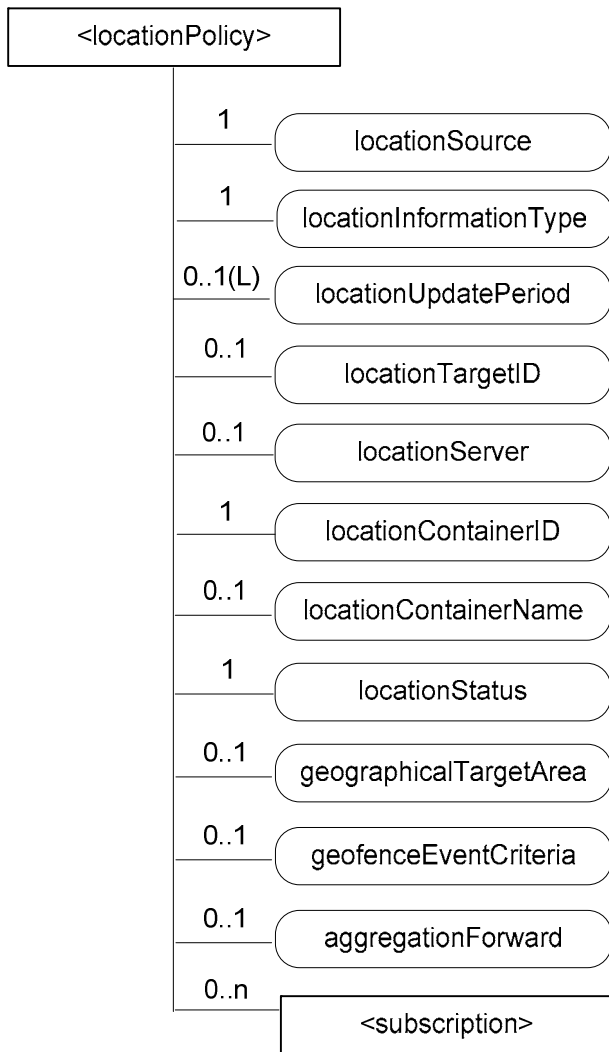 <locationPolicy>
1
locationSource
1
locationInformationType
0..1(L)
locationUpdatePeriod
0..1
locationTargetID
0..1
locationServer
1
locationContainerID
0..1
locationContainerName
1
locationStatus
0..1
geographicalTargetArea
0..1
geofenceEventCriteria
0..1
aggregationForward
0..n
<subscription>